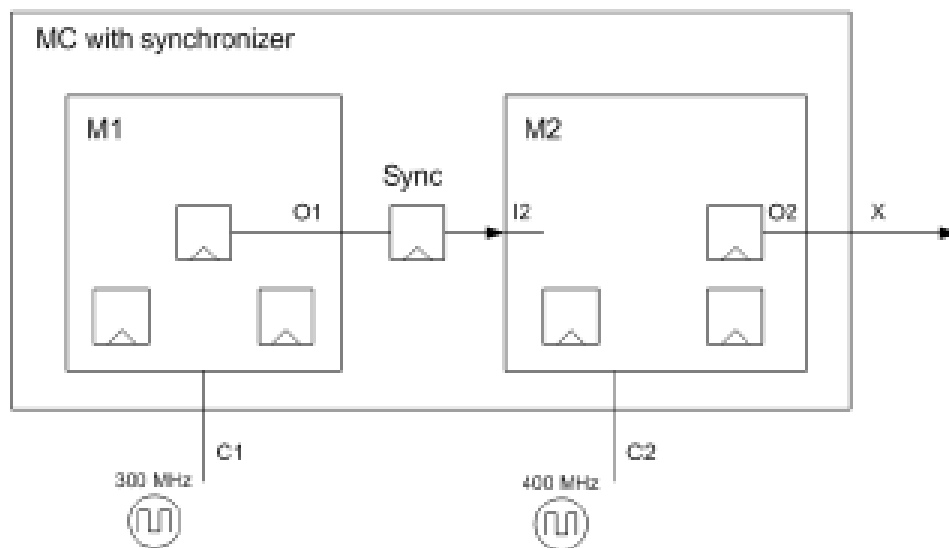 MC with synchronizer
M1
M2
Sync
O1
I2
O2
X
C1
C2
300 MHz
400 MHz